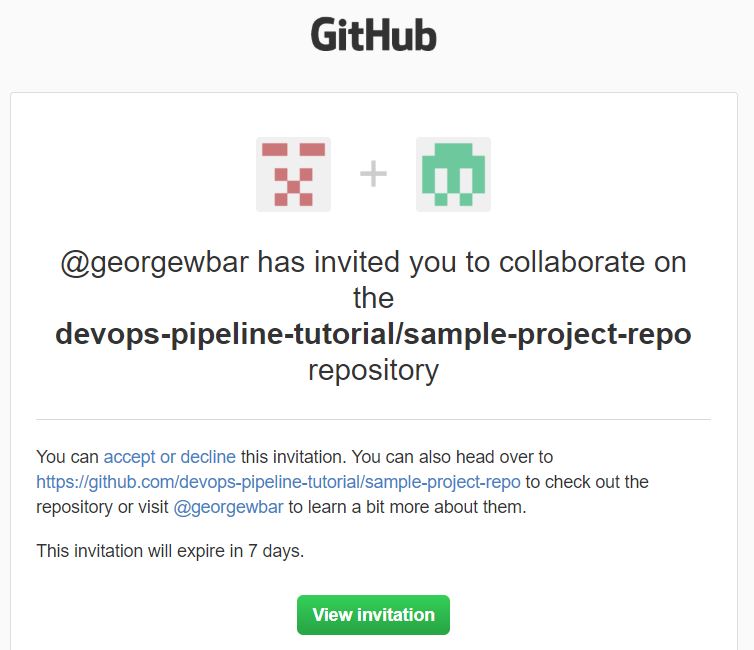 GitHub
@georgewbar has invited you to collaborate on
the
devops-pipeline-tutorial/sample-project-repo
repository
You can accept or decline this invitation. You can also head over to
https://github.com/devops-pipeline-tutorial/sample-project-repo to check out the
repository or visit @georgewbar to learn a bit more about them.
This invitation will expire in 7 days.
View invitation